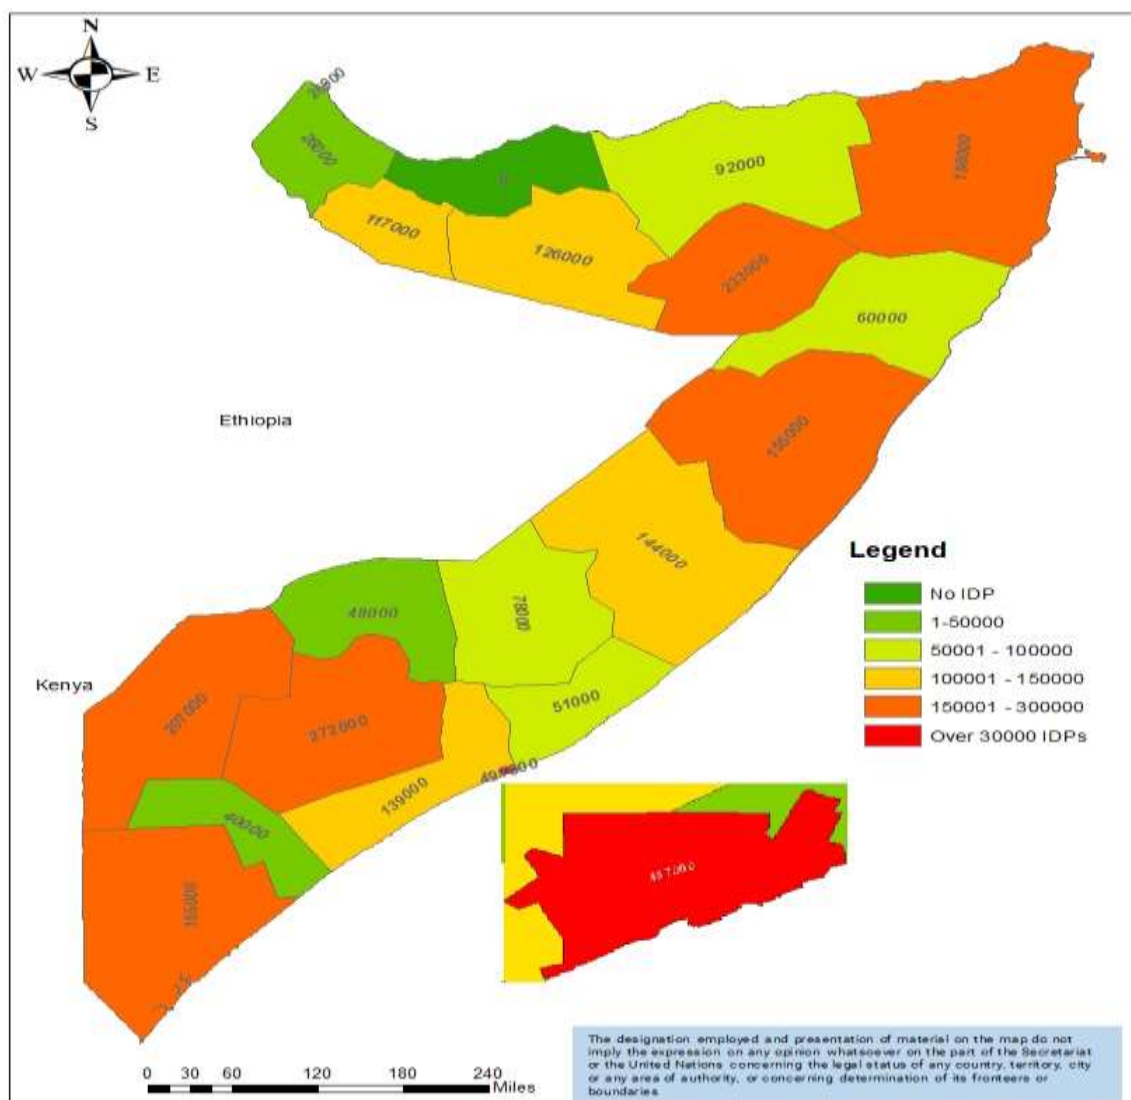 N
W E
S
92000
117000
126000
233000
60000
Ethiopia
155000
144000
Legend
No IDP
1-50000
50001 - 100000
100001 - 150000
150001 - 300000
Over 30000 IDPs
48000
78000
Kenya
51000
272000
139000
40000
The designation employed and presentation of material on the map do not
imply the expression on any opinion whatsoever on the part of the Secretariat
or the United Nations concerning the legal status of any country, territory, city
or any area of authority, or concerning determination of its fronteers or
boundaries
0 30 60 120 180 240
Miles